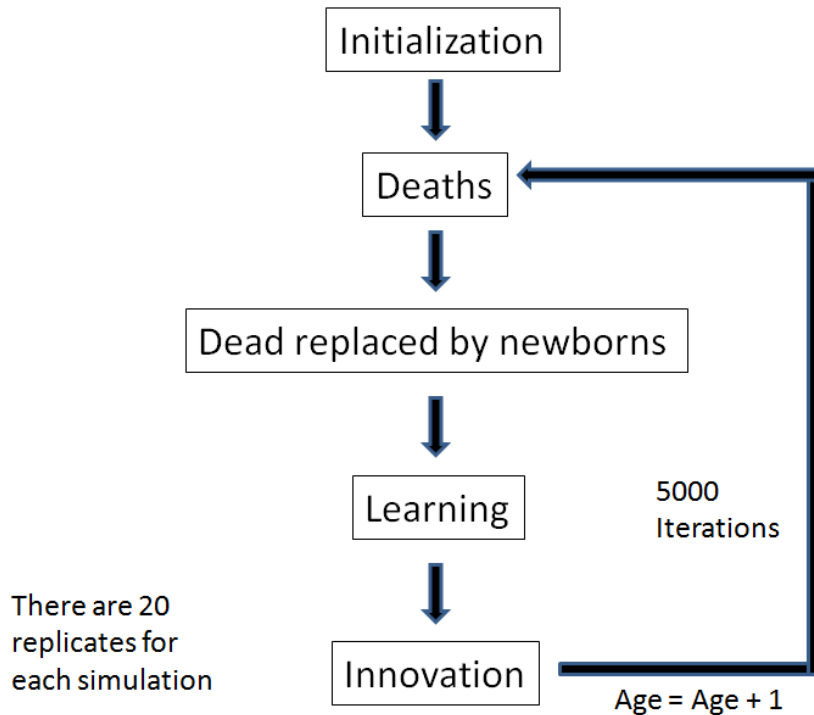 Initialization
Deaths
Dead replaced by newborns
Learning
5000
Iterations
There are 20
replicates for
each simulation
Innovation
Age = Age + 1